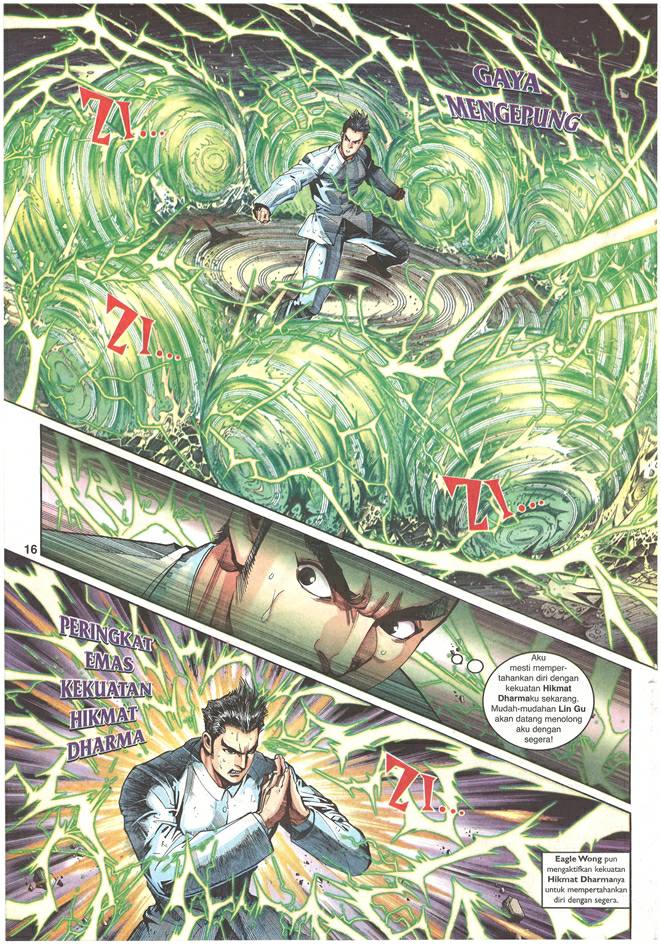 GAYA
MENGEPUNG
ZI...
ZI...
ZI...
16
Aku
mesti memper-
tahankan diri dengan
kekuatan Hikmat
Dharmaku sekarang.
Mudah-mudahan Lin Gu
akan datang menolong
aku dengan
segera!
PERINGKAT
EMAS
KEKUATAN
HIKMAT
DHARMA
ZI...
Eagle Wong pun
mengaktifkan kekuatan
Hikmat Dharmanya
untuk mempertahankan
diri dengan segera.